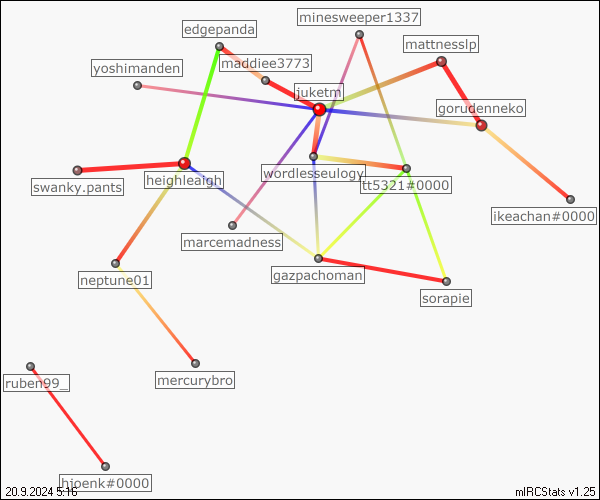 minesweeper1337
edgepanda
mattnesslp
maddiee3773
yoshimanden
juketm
gorudenneko
wordlesseulogy
heighleaigh
tt5321#0000
swanky.pants
ikeachan#0000
marcemadness
gazpachoman
neptune01
sorapie
mercurybro
ruben99_
hjoenk#0000
20.9.2024 5:16
mIRCStats v1.25